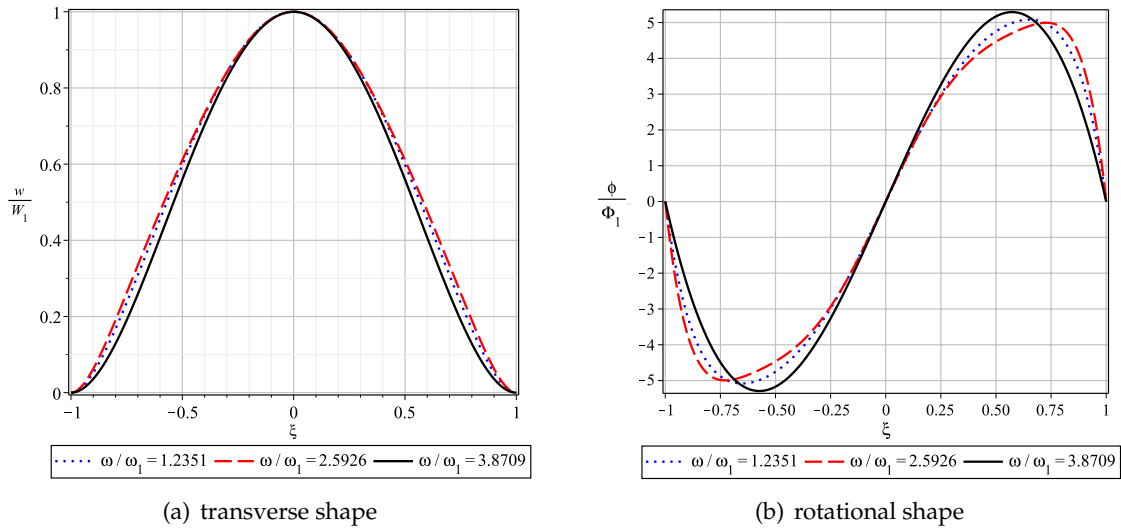 1
0.8
0.6
w
W₁
0.4
0.2
0
−1 −0.5 0 0.5 1
ξ
ω / ω₁ = 1.2351 ω / ω₁ = 2.5926 ω / ω₁ = 3.8709
(a) transverse shape
5
4
3
2
1
ϕ
Φ₁
0
−1
−2
−3
−4
−5
−1 −0.75 −0.50 −0.25 0 0.25 0.50 0.75 1
ξ
ω / ω₁ = 1.2351 ω / ω₁ = 2.5926 ω / ω₁ = 3.8709
(b) rotational shape